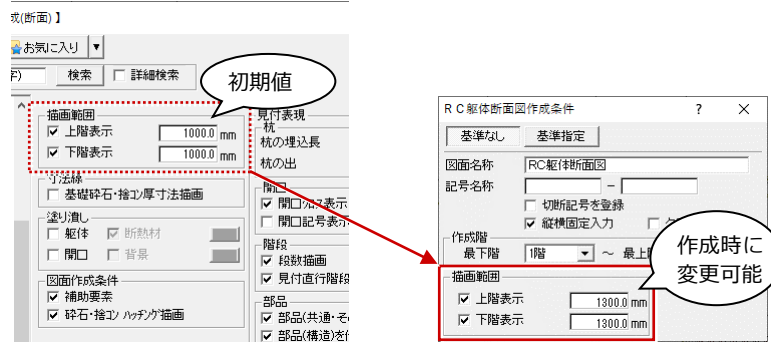 成(断面) 】
お気に入り ▼
検索 詳細検索
初期値
描画範囲
上階表示 1000.0 mm
下階表示 1000.0 mm
寸法線
基礎砕石・捨コン厚寸法描画
塗り潰し
躯体 断熱材
開口 背景
図面作成条件
補助要素
砕石・捨コン ハッチング描画
見付表現
杭
杭の埋込長
杭の出
開口
開口クロス表示
開口記号表示
階段
段数描画
見付直行階段
部品
部品(共通・そ
部品(構造)を
RC躯体断面図作成条件 ? ×
基準なし 基準指定
図面名称 RC躯体断面図
記号名称 －
切断記号を登録
縦横固定入力
作成階
最下階 1階 ～ 最上
作成時に
変更可能
描画範囲
上階表示 1300.0 mm
下階表示 1300.0 mm